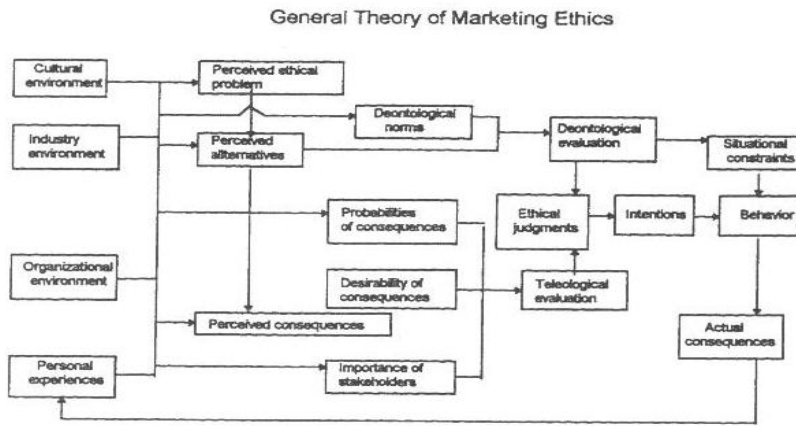 General Theory of Marketing Ethics
Cultural
environment
Perceived ethical
problem
Deontological
norms
Industry
environment
Perceived
allternatives
Deontological
evaluation
Situational
constraints
Probabilities
of consequences
Ethical
judgments
Intentions
Behavior
Organizational
environment
Desirability of
consequences
Teleological
evaluation
Perceived consequences
Actual
consequences
Personal
experiences
Importance of
stakeholders